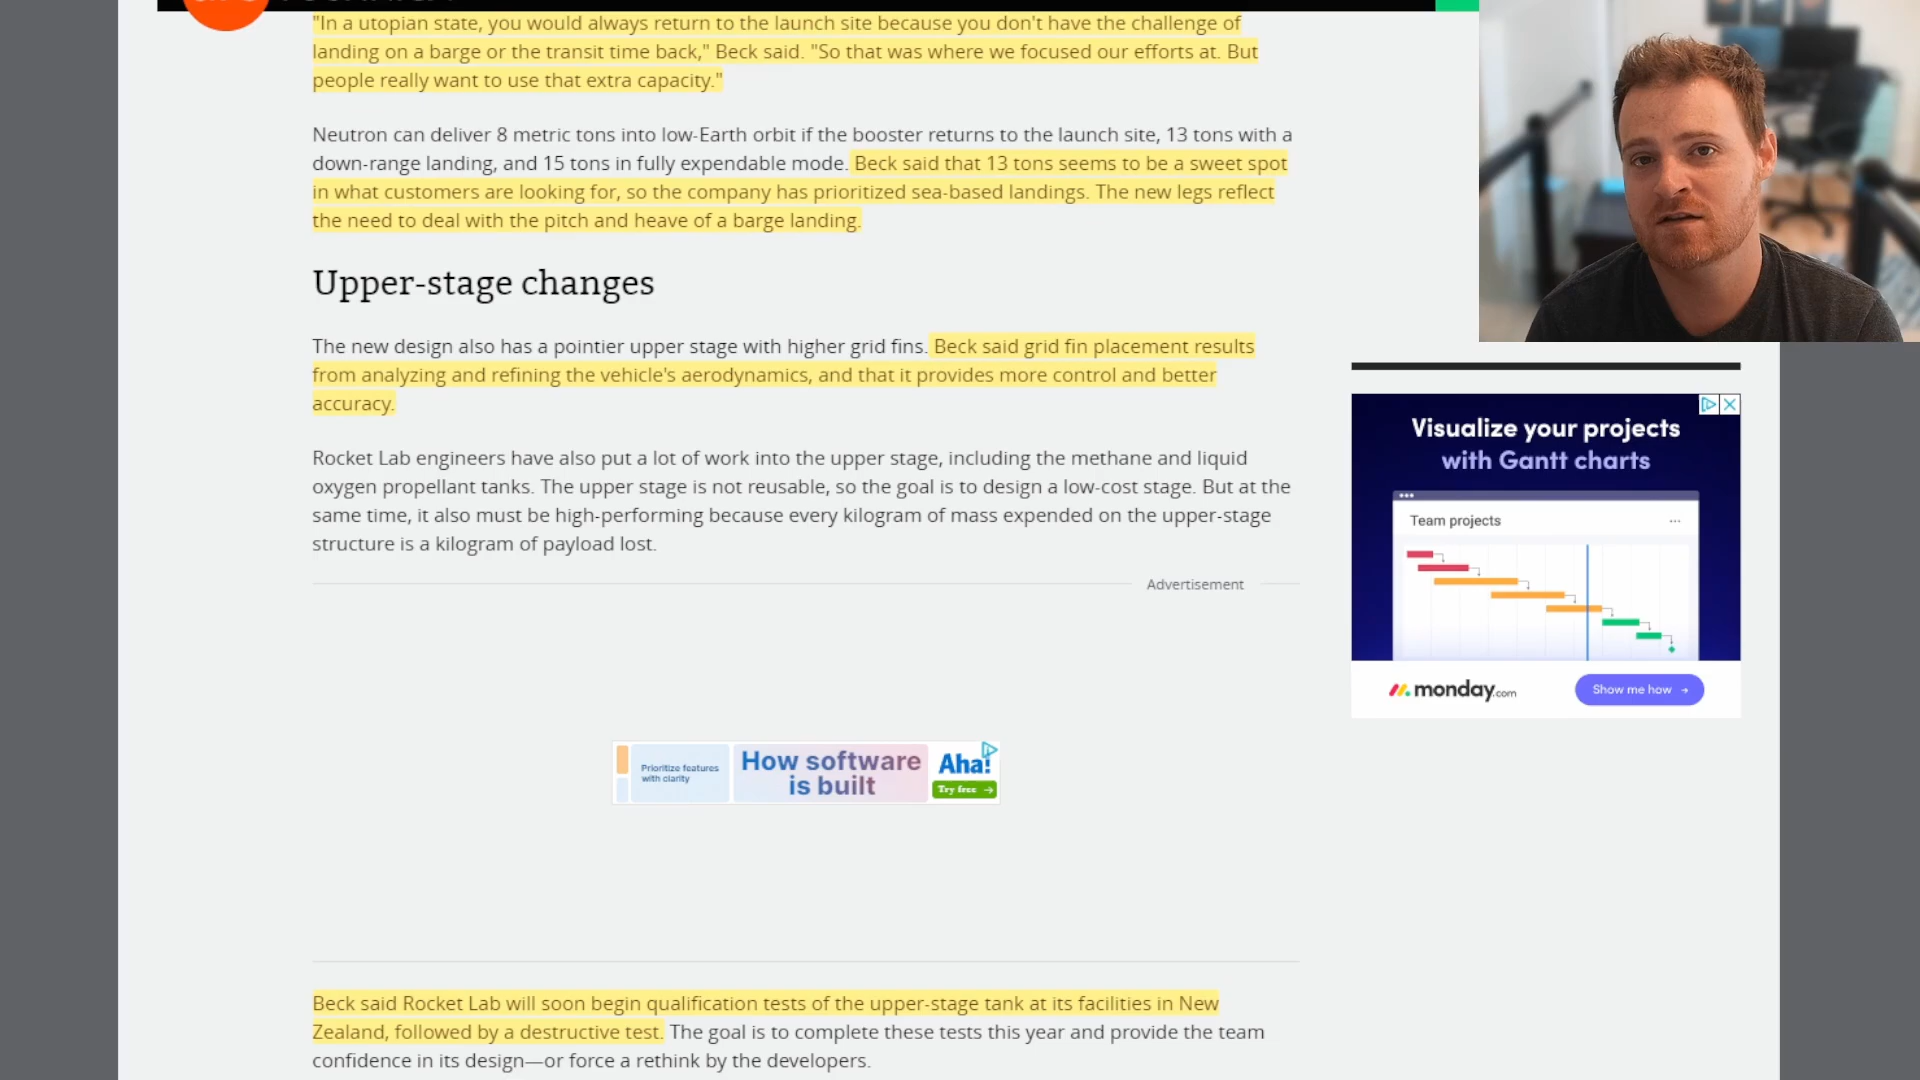 "In a utopian state, you would always return to the launch site because you don't have the challenge of
landing on a barge or the transit time back," Beck said. "So that was where we focused our efforts at. But
people really want to use that extra capacity."
Neutron can deliver 8 metric tons into low-Earth orbit if the booster returns to the launch site, 13 tons with a
down-range landing, and 15 tons in fully expendable mode. Beck said that 13 tons seems to be a sweet spot
in what customers are looking for, so the company has prioritized sea-based landings. The new legs reflect
the need to deal with the pitch and heave of a barge landing.
Upper-stage changes
The new design also has a pointier upper stage with higher grid fins. Beck said grid fin placement results
from analyzing and refining the vehicle's aerodynamics, and that it provides more control and better
accuracy.
Rocket Lab engineers have also put a lot of work into the upper stage, including the methane and liquid
oxygen propellant tanks. The upper stage is not reusable, so the goal is to design a low-cost stage. But at the
same time, it also must be high-performing because every kilogram of mass expended on the upper-stage
structure is a kilogram of payload lost.
Advertisement
Prioritize features
with clarity
How software
is built
Aha!
Try free →
Beck said Rocket Lab will soon begin qualification tests of the upper-stage tank at its facilities in New
Zealand, followed by a destructive test. The goal is to complete these tests this year and provide the team
confidence in its design—or force a rethink by the developers.
Visualize your projects
with Gantt charts
Team projects
monday.com
Show me how →